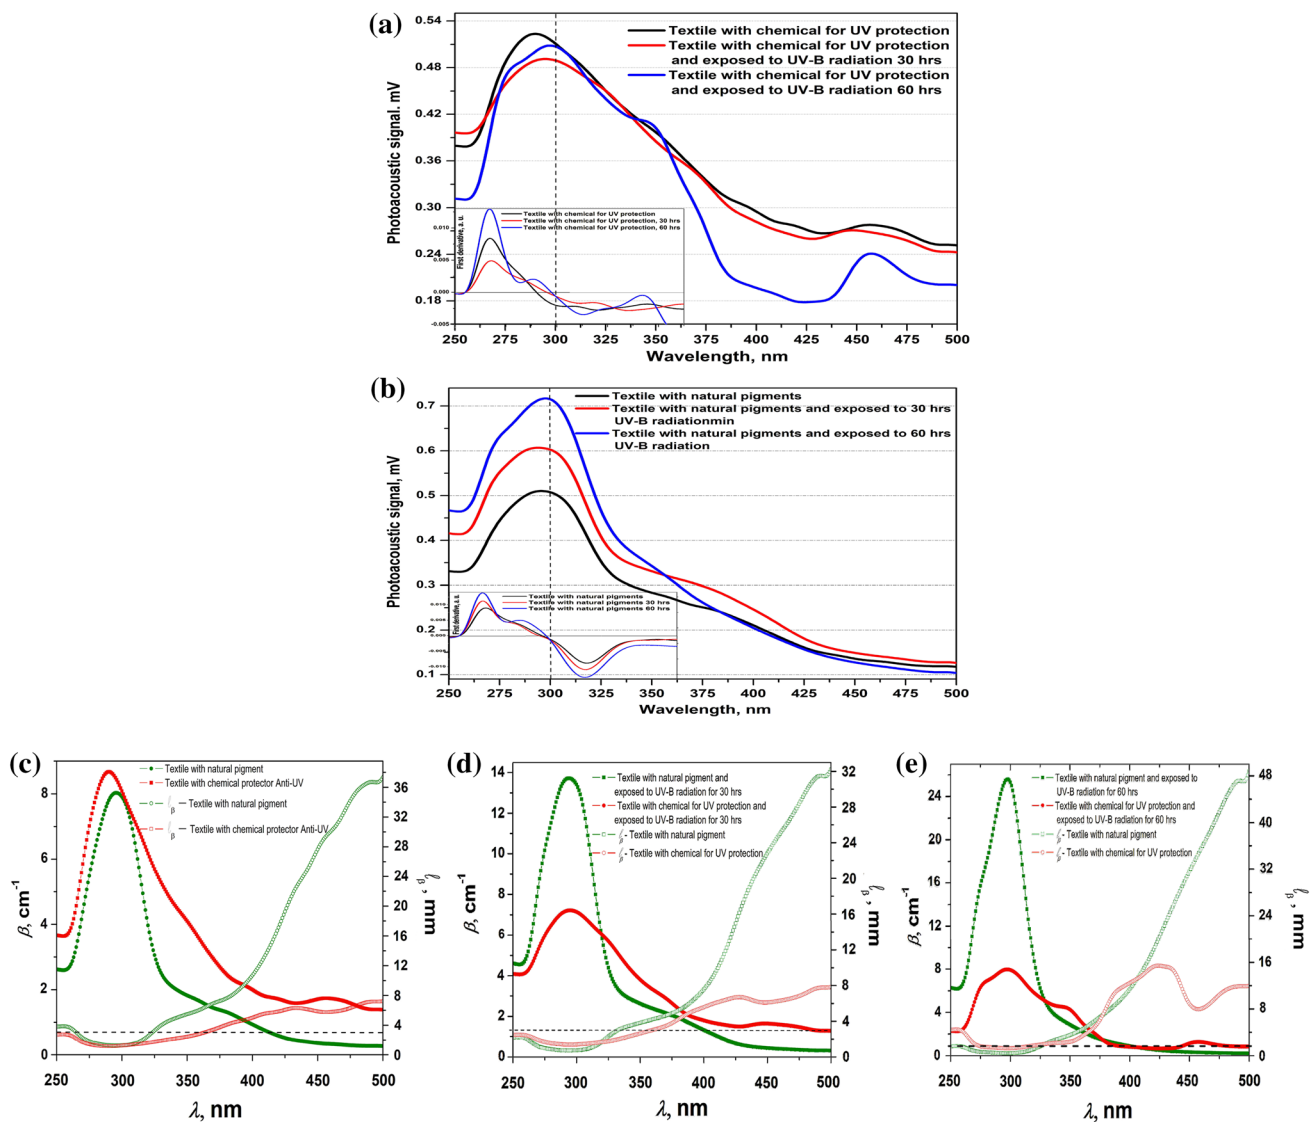 (a)
0.54
0.48
0.42
0.36
0.30
0.24
0.18
Photoacoustic signal. mV
Textile with chemical for UV protection
Textile with chemical for UV protection
and exposed to UV-B radiation 30 hrs
Textile with chemical for UV protection
and exposed to UV-B radiation 60 hrs
First derivative, a. u.
0.010
0.005
0.000
-0.005
Textile with chemical for UV protection
Textile with chemical for UV protection, 30 hrs
Textile with chemical for UV protection, 60 hrs
250 275 300 325 350 375 400 425 450 475 500
Wavelength, nm
(b)
0.7
0.6
0.5
0.4
0.3
0.2
0.1
Photoacoustic signal, mV
Textile with natural pigments
Textile with natural pigments and exposed to 30 hrs
UV-B radiationmin
Textile with natural pigments and exposed to 60 hrs
UV-B radiation
First derivative, a.u.
Textile with natural pigments
Textile with natural pigments 30 hrs
Textile with natural pigments 60 hrs
250 275 300 325 350 375 400 425 450 475 500
Wavelength, nm
(c)
8
6
4
2
0
β, cm⁻¹
Textile with natural pigment
Textile with chemical protector Anti-UV
ℓβ – Textile with natural pigment
ℓβ – Textile with chemical protector Anti-UV
36
32
28
24
20
16
12
8
4
0
ℓβ, mm
250 300 350 400 450 500
λ, nm
(d)
14
12
10
8
6
4
2
0
β, cm⁻¹
Textile with natural pigment and
exposed to UV-B radiation for 30 hrs
Textile with chemical for UV protection and
exposed to UV-B radiation for 30 hrs
ℓβ- Textile with natural pigment
ℓβ- Textile with chemical for UV protection
32
28
24
20
16
12
8
4
0
ℓβ, mm
250 300 350 400 450 500
λ, nm
(e)
24
20
16
12
8
4
0
β, cm⁻¹
Textile with natural pigment and exposed to
UV-B radiation for 60 hrs
Textile with chemical for UV protection and
exposed to UV-B radiation for 60 hrs
ℓβ- Textile with natural pigment
ℓβ- Textile with chemical for UV protection
48
40
32
24
16
8
0
ℓβ, mm
250 300 350 400 450 500
λ, nm